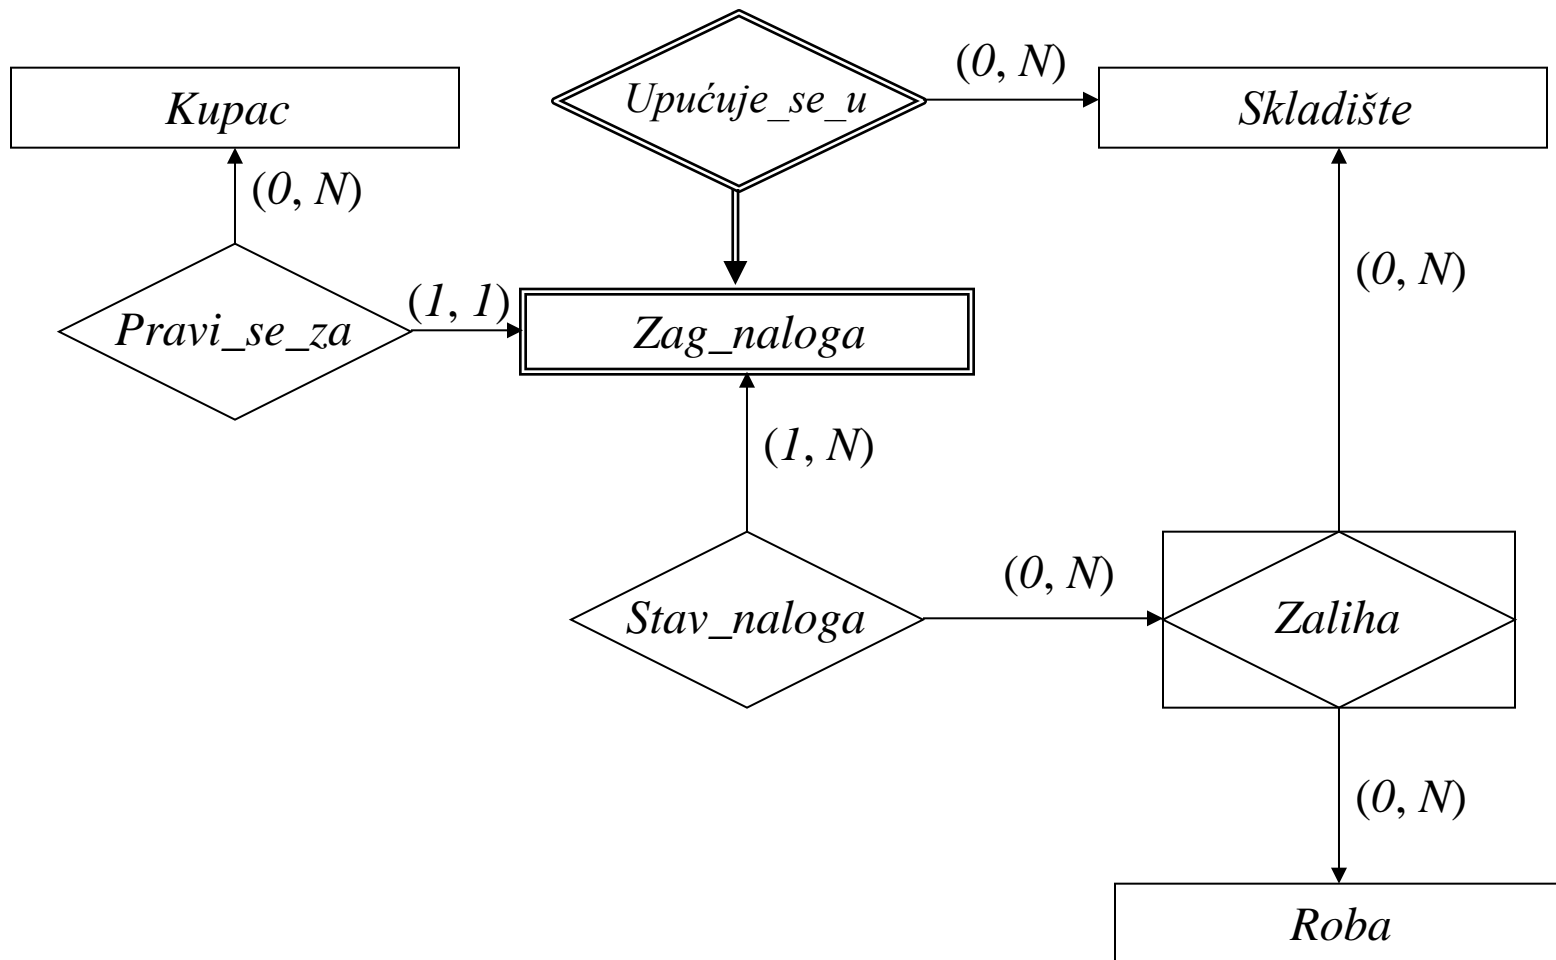 Upućuje_se_u
(0, N)
Kupac
Skladište
(0, N)
(0, N)
Pravi_se_za
(1, 1)
Zag_naloga
(1, N)
(0, N)
Stav_naloga
Zaliha
(0, N)
Roba